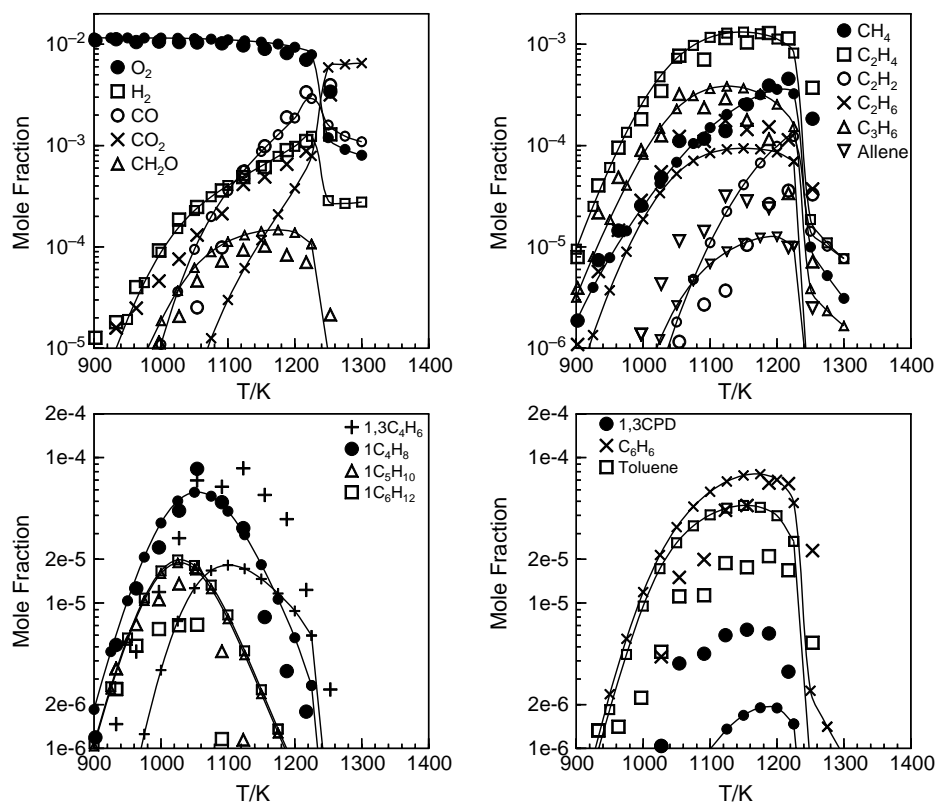 10⁻²
10⁻³
10⁻⁴
10⁻⁵
Mole Fraction
O₂
H₂
CO
CO₂
CH₂O
900 1000 1100 1200 1300 1400
T/K
10⁻³
10⁻⁴
10⁻⁵
10⁻⁶
Mole Fraction
CH₄
C₂H₄
C₂H₂
C₂H₆
C₃H₆
Allene
900 1000 1100 1200 1300 1400
T/K
2e-4
1e-4
2e-5
1e-5
2e-6
1e-6
Mole Fraction
1,3C₄H₆
1C₄H₈
1C₅H₁₀
1C₆H₁₂
900 1000 1100 1200 1300 1400
T/K
2e-4
1e-4
2e-5
1e-5
2e-6
1e-6
Mole Fraction
1,3CPD
C₆H₆
Toluene
900 1000 1100 1200 1300 1400
T/K